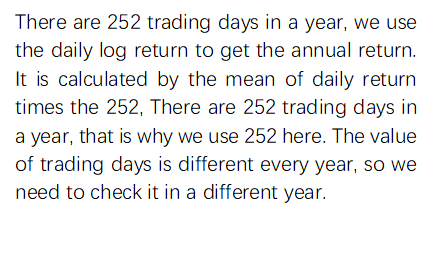 There are 252 trading days in a year, we use
the daily log return to get the annual return.
It is calculated by the mean of daily return
times the 252, There are 252 trading days in
a year, that is why we use 252 here. The value
of trading days is different every year, so we
need to check it in a different year.